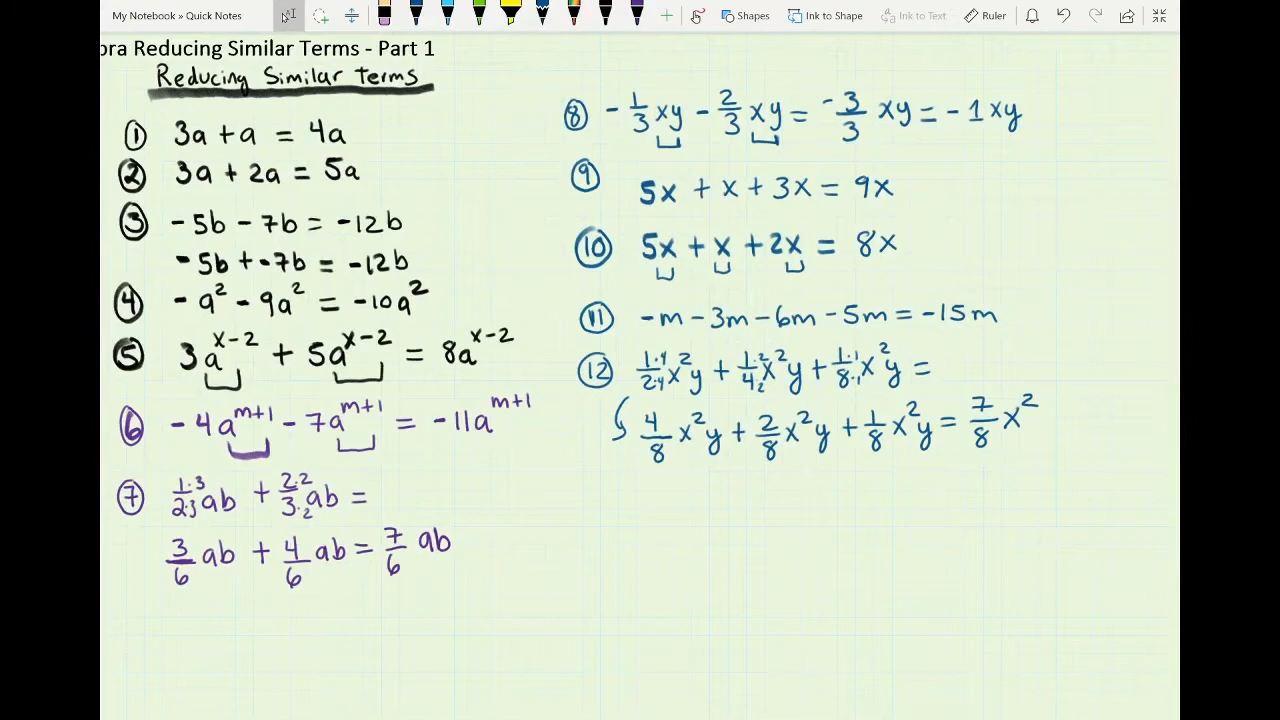 My Notebook » Quick Notes
Shapes
Ink to Shape
Ink to Text
Ruler
bra Reducing Similar Terms - Part 1
Reducing Similar terms
① 3a + a = 4a
② 3a + 2a = 5a
③ -5b - 7b = -12b
-5b + -7b = -12b
④ -a² - 9a² = -10a²
⑤ 3a^(x-2) + 5a^(x-2) = 8a^(x-2)
⑥ -4a^(m+1) - 7a^(m+1) = -11a^(m+1)
⑦ (1·3)/(2·3) ab + (2·2)/(3·2) ab =
3/6 ab + 4/6 ab = 7/6 ab
⑧ -1/3 xy - 2/3 xy = -3/3 xy = -1xy
⑨ 5x + x + 3x = 9x
⑩ 5x + x + 2x = 8x
⑪ -m - 3m - 6m - 5m = -15m
⑫ (1·4)/(2·4) x²y + (1·2)/(4·2) x²y + (1·1)/(8·1) x²y =
4/8 x²y + 2/8 x²y + 1/8 x²y = 7/8 x²